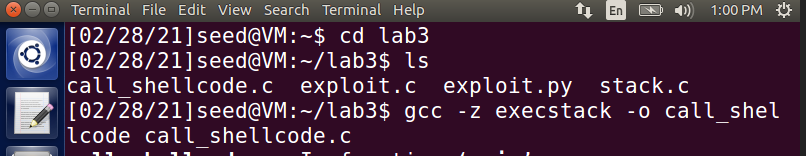 Terminal Terminal File Edit View Search Terminal Help En 1:00 PM
[02/28/21]seed@VM:~$ cd lab3
[02/28/21]seed@VM:~/lab3$ ls
call_shellcode.c exploit.c exploit.py stack.c
[02/28/21]seed@VM:~/lab3$ gcc -z execstack -o call_shel
lcode call_shellcode.c